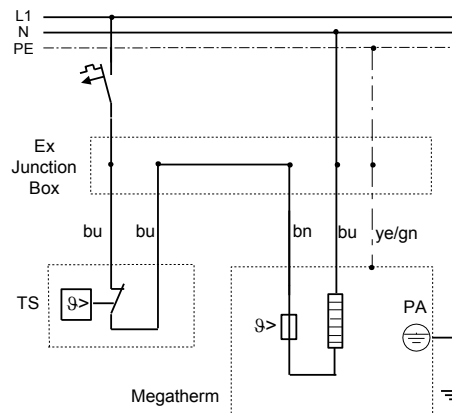 L1
N
PE
Ex
Junction
Box
bu
bu
bn
bu
ye/gn
TS
ϑ>
ϑ>
PA
Megatherm